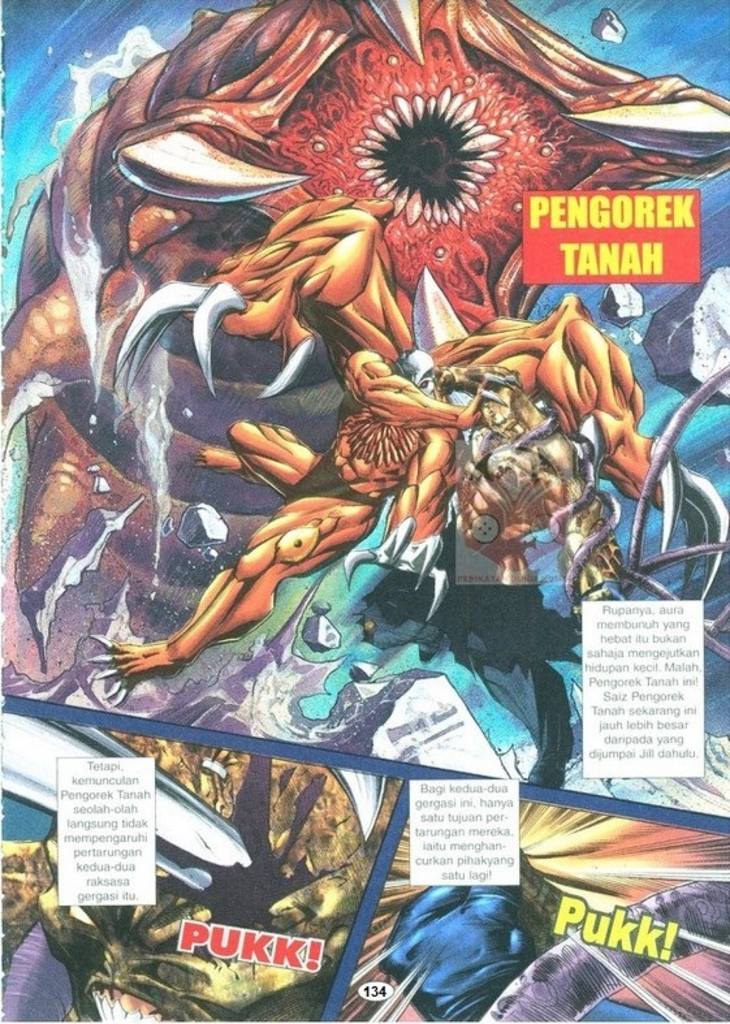 PENGOREK
TANAH
Rupanya, aura
membunuh yang
hebat itu bukan
sahaja mengejutkan
hidupan kecil. Malah,
Pengorek Tanah ini!
Saiz Pengorek
Tanah sekarang ini
jauh lebih besar
daripada yang
dijumpai Jill dahulu.
Tetapi,
kemunculan
Pengorek Tanah
seolah-olah
langsung tidak
mempengaruhi
pertarungan
kedua-dua
raksasa
gergasi itu.
PUKK!
Bagi kedua-dua
gergasi ini, hanya
satu tujuan per-
tarungan mereka,
iaitu menghan-
curkan pihakyang
satu lagi!
Pukk!
134